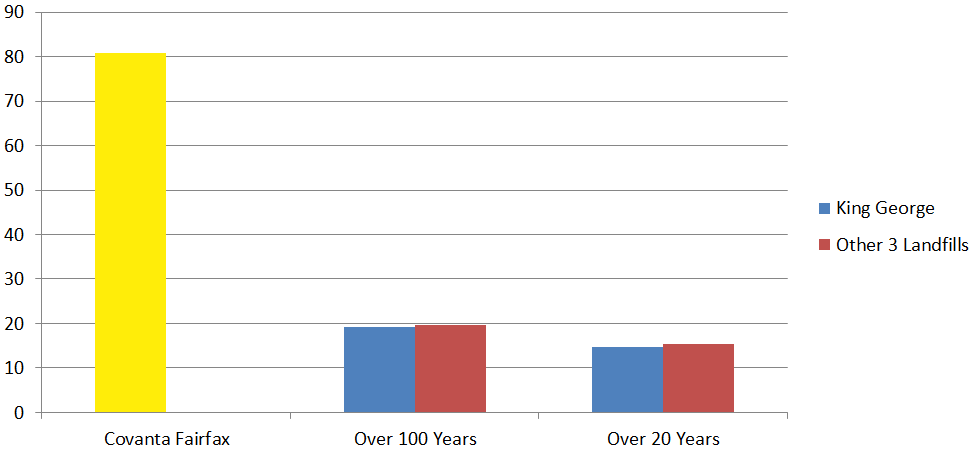 90
80
70
60
50
40
30
20
10
0
Covanta Fairfax
Over 100 Years
Over 20 Years
King George
Other 3 Landfills